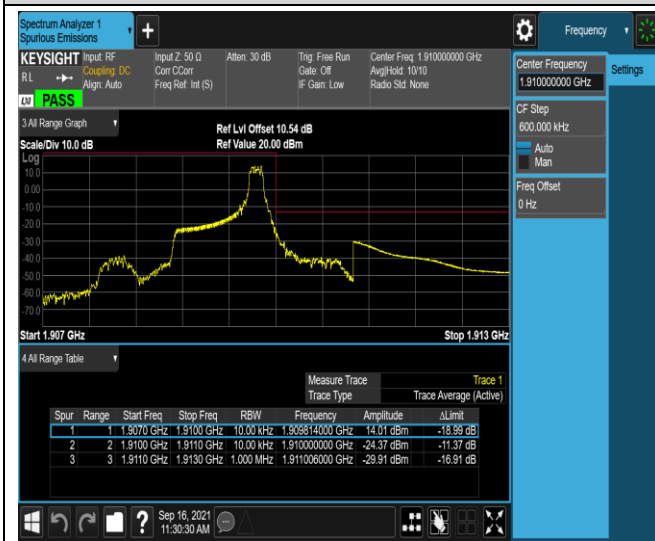 Spectrum Analyzer 1
Spurious Emissions
Frequency
KEYSIGHT
RL
Input: RF
Coupling: DC
Align: Auto
Input Z: 50 Ω
Corr CCorr
Freq Ref: Int (S)
Atten: 30 dB
Trig: Free Run
Gate: Off
IF Gain: Low
Center Freq: 1.910000000 GHz
Avg|Hold: 10/10
Radio Std: None
LXI PASS
Center Frequency
1.910000000 GHz
Settings
CF Step
600.000 kHz
Auto
Man
Freq Offset
0 Hz
3 All Range Graph
Scale/Div 10.0 dB
Ref Lvl Offset 10.54 dB
Ref Value 20.00 dBm
Log
10.0
0.00
-10.0
-20.0
-30.0
-40.0
-50.0
-60.0
-70.0
Start 1.907 GHz
Stop 1.913 GHz
4 All Range Table
Measure Trace Trace 1
Trace Type Trace Average (Active)
Spur Range Start Freq Stop Freq RBW Frequency Amplitude ΔLimit
1 1 1.9070 GHz 1.9100 GHz 10.00 kHz 1.909814000 GHz 14.01 dBm -18.99 dB
2 2 1.9100 GHz 1.9110 GHz 10.00 kHz 1.910000000 GHz -24.37 dBm -11.37 dB
3 3 1.9110 GHz 1.9130 GHz 1.000 MHz 1.911006000 GHz -29.91 dBm -16.91 dB
Sep 16, 2021
11:30:30 AM